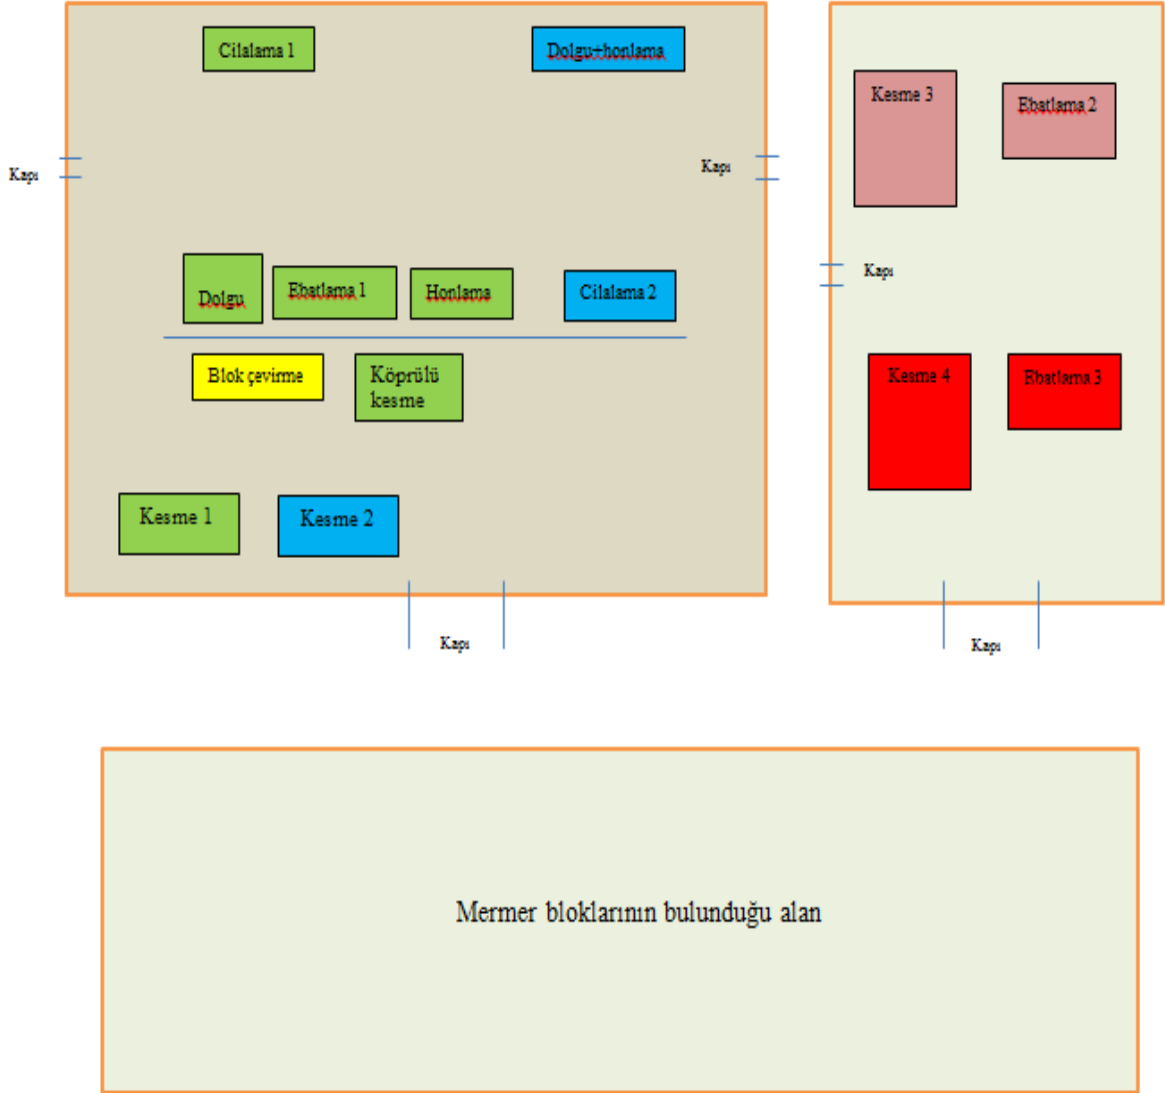 Cilalama 1
Dolgu+honlama
Kapı
Kapı
Dolgu
Ebatlama 1
Honlama
Cilalama 2
Blok çevirme
Köprülü
kesme
Kesme 1
Kesme 2
Kapı
Kesme 3
Ebatlama 2
Kapı
Kesme 4
Ebatlama 3
Kapı
Mermer bloklarının bulunduğu alan